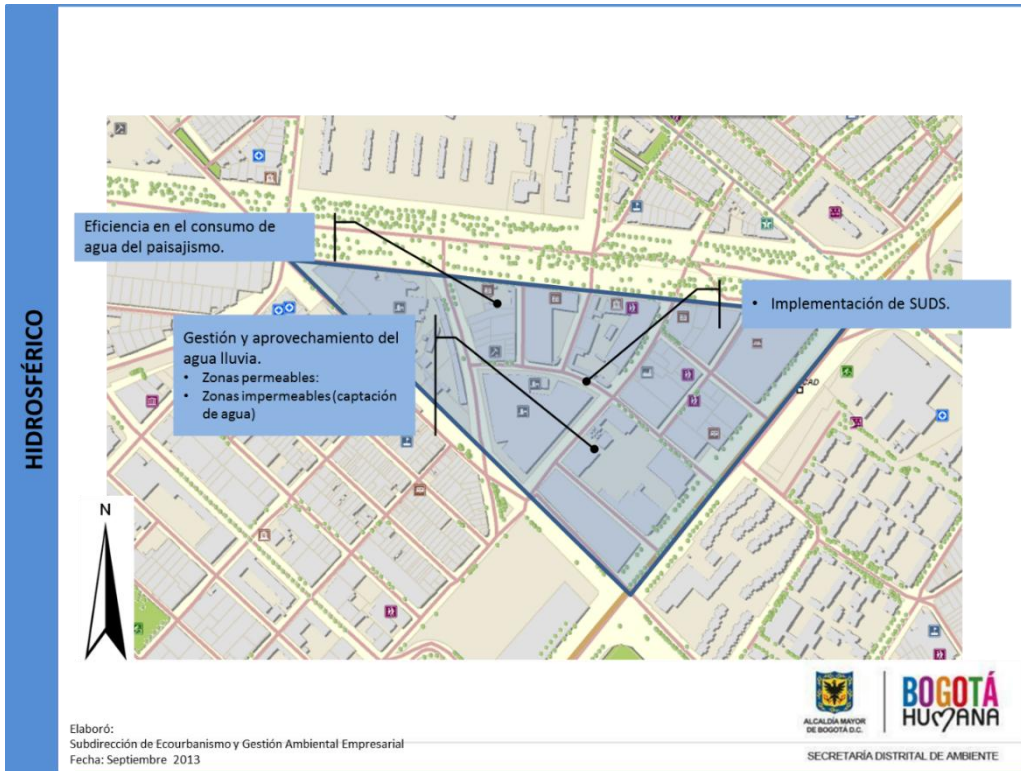 HIDROSFÉRICO
Eficiencia en el consumo de
agua del paisajismo.
• Implementación de SUDS.
Gestión y aprovechamiento del
agua lluvia.
• Zonas permeables:
• Zonas impermeables (captación
de agua)
CAD
N
Elaboró:
Subdirección de Ecourbanismo y Gestión Ambiental Empresarial
Fecha: Septiembre 2013
ALCALDÍA MAYOR
DE BOGOTÁ D.C.
BOGOTÁ
HUMANA
SECRETARÍA DISTRITAL DE AMBIENTE